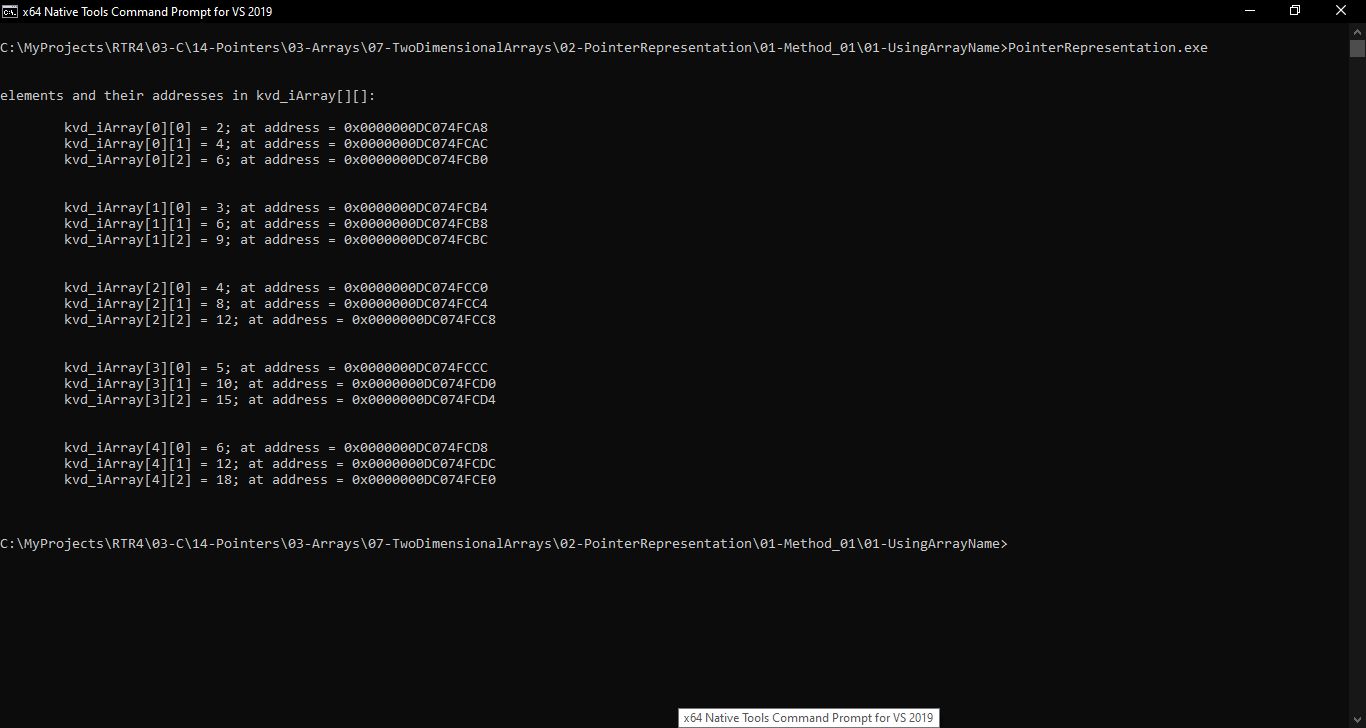 x64 Native Tools Command Prompt for VS 2019
C:\MyProjects\RTR4\03-C\14-Pointers\03-Arrays\07-TwoDimensionalArrays\02-PointerRepresentation\01-Method_01\01-UsingArrayName>PointerRepresentation.exe
elements and their addresses in kvd_iArray[][]:
kvd_iArray[0][0] = 2; at address = 0x0000000DC074FCA8
kvd_iArray[0][1] = 4; at address = 0x0000000DC074FCAC
kvd_iArray[0][2] = 6; at address = 0x0000000DC074FCB0
kvd_iArray[1][0] = 3; at address = 0x0000000DC074FCB4
kvd_iArray[1][1] = 6; at address = 0x0000000DC074FCB8
kvd_iArray[1][2] = 9; at address = 0x0000000DC074FCBC
kvd_iArray[2][0] = 4; at address = 0x0000000DC074FCC0
kvd_iArray[2][1] = 8; at address = 0x0000000DC074FCC4
kvd_iArray[2][2] = 12; at address = 0x0000000DC074FCC8
kvd_iArray[3][0] = 5; at address = 0x0000000DC074FCCC
kvd_iArray[3][1] = 10; at address = 0x0000000DC074FCD0
kvd_iArray[3][2] = 15; at address = 0x0000000DC074FCD4
kvd_iArray[4][0] = 6; at address = 0x0000000DC074FCD8
kvd_iArray[4][1] = 12; at address = 0x0000000DC074FCDC
kvd_iArray[4][2] = 18; at address = 0x0000000DC074FCE0
C:\MyProjects\RTR4\03-C\14-Pointers\03-Arrays\07-TwoDimensionalArrays\02-PointerRepresentation\01-Method_01\01-UsingArrayName>
x64 Native Tools Command Prompt for VS 2019